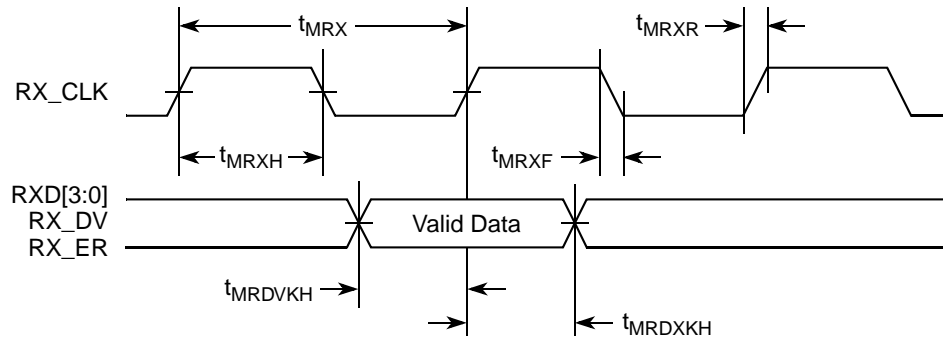 tMRX
tMRXR
RX_CLK
tMRXH
tMRXF
RXD[3:0]
RX_DV
Valid Data
RX_ER
tMRDVKH
tMRDXKH